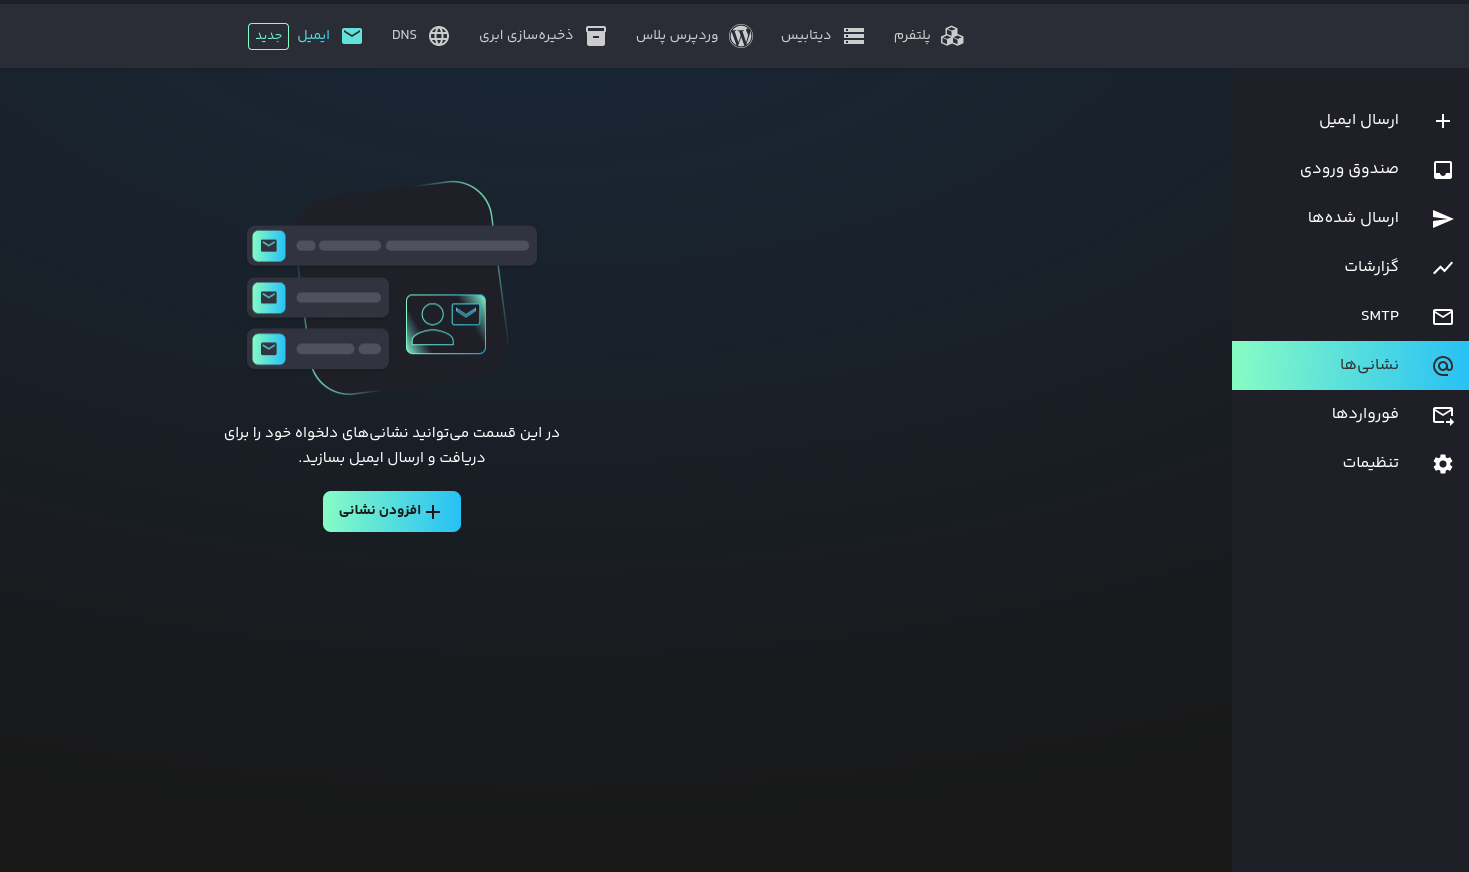 پلتفرم
دیتابیس
وردپرس پلاس
ذخیره‌سازی ابری
DNS
ایمیل
جدید
ارسال ایمیل
صندوق ورودی
ارسال شده‌ها
گزارشات
SMTP
نشانی‌ها
فورواردها
تنظیمات
در این قسمت می‌توانید نشانی‌های دلخواه خود را برای
دریافت و ارسال ایمیل بسازید.
افزودن نشانی